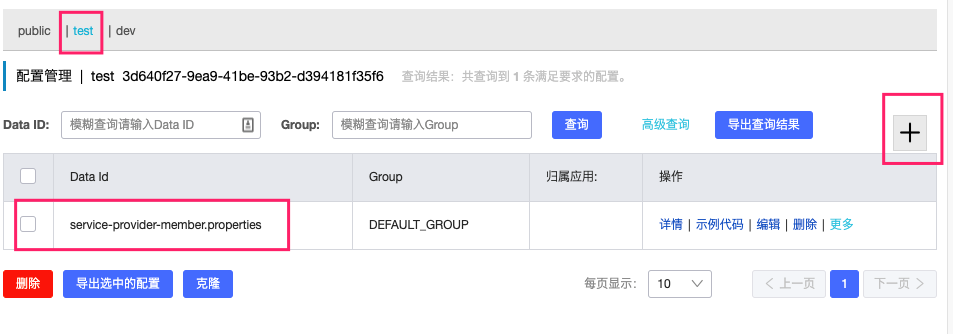 public | test | dev
配置管理 | test 3d640f27-9ea9-41be-93b2-d394181f35f6 查询结果：共查询到 1 条满足要求的配置。
Data ID: 模糊查询请输入Data ID Group: 模糊查询请输入Group 查询 高级查询 导出查询结果
Data Id Group 归属应用: 操作
service-provider-member.properties DEFAULT_GROUP 详情 | 示例代码 | 编辑 | 删除 | 更多
删除 导出选中的配置 克隆 每页显示： 10 上一页 1 下一页